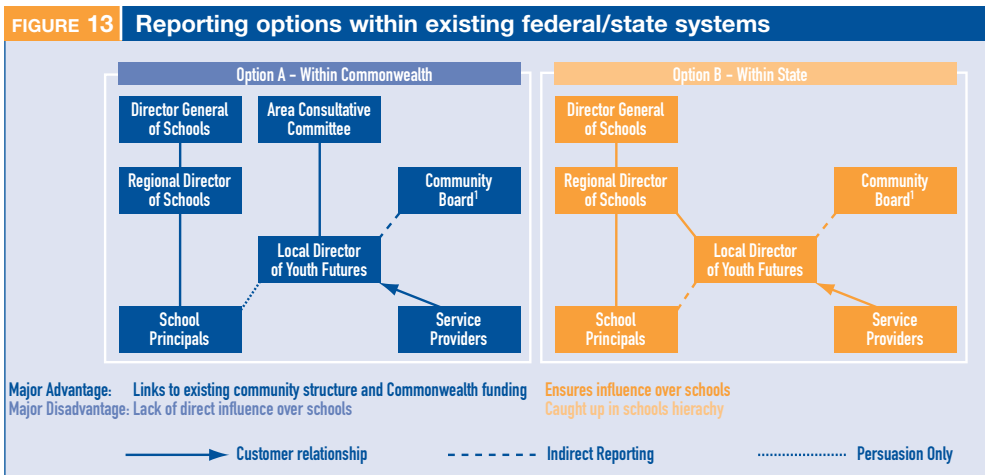 FIGURE 13 Reporting options within existing federal/state systems
Option A – Within Commonwealth
Director General
of Schools
Area Consultative
Committee
Regional Director
of Schools
Community
Board1
Local Director
of Youth Futures
School
Principals
Service
Providers
Option B – Within State
Director General
of Schools
Regional Director
of Schools
Community
Board1
Local Director
of Youth Futures
School
Principals
Service
Providers
Major Advantage: Links to existing community structure and Commonwealth funding Ensures influence over schools
Major Disadvantage: Lack of direct influence over schools Caught up in schools hierachy
Customer relationship Indirect Reporting Persuasion Only